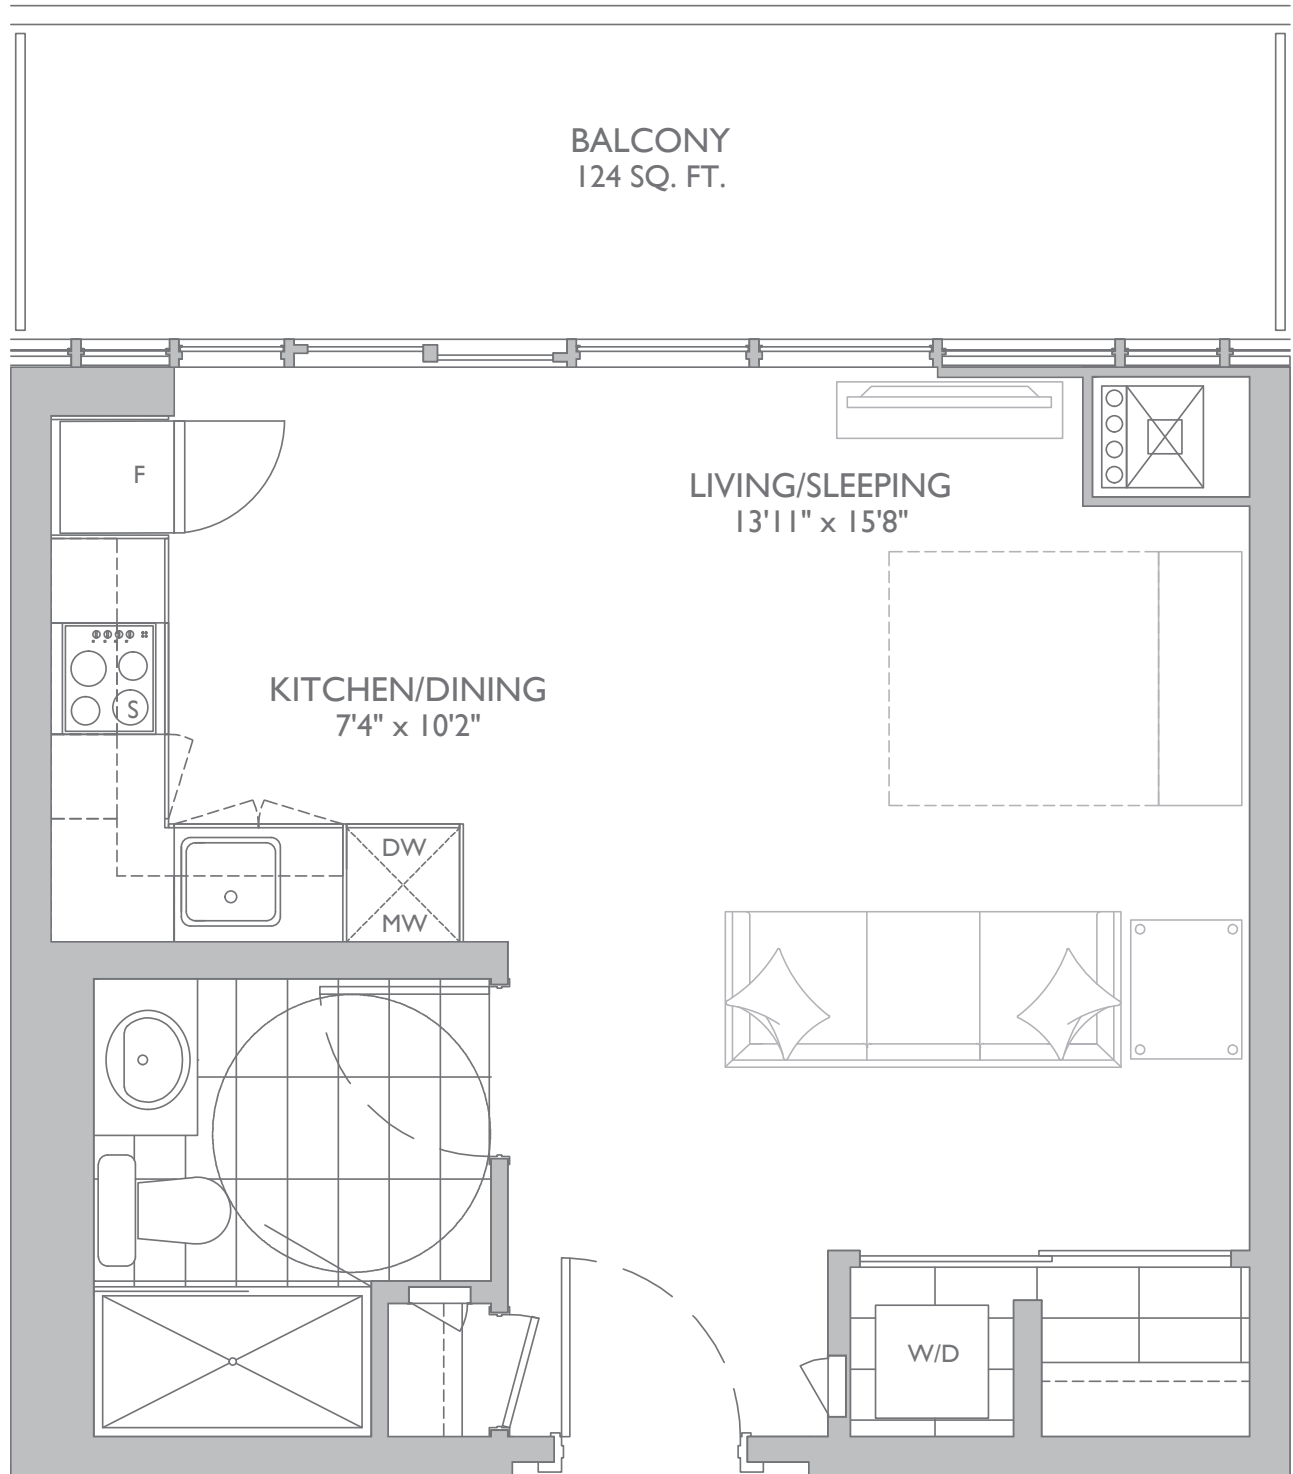 BALCONY
124 SQ. FT.
F
LIVING/SLEEPING
13'11" x 15'8"
KITCHEN/DINING
7'4" x 10'2"
S
DW
MW
W/D